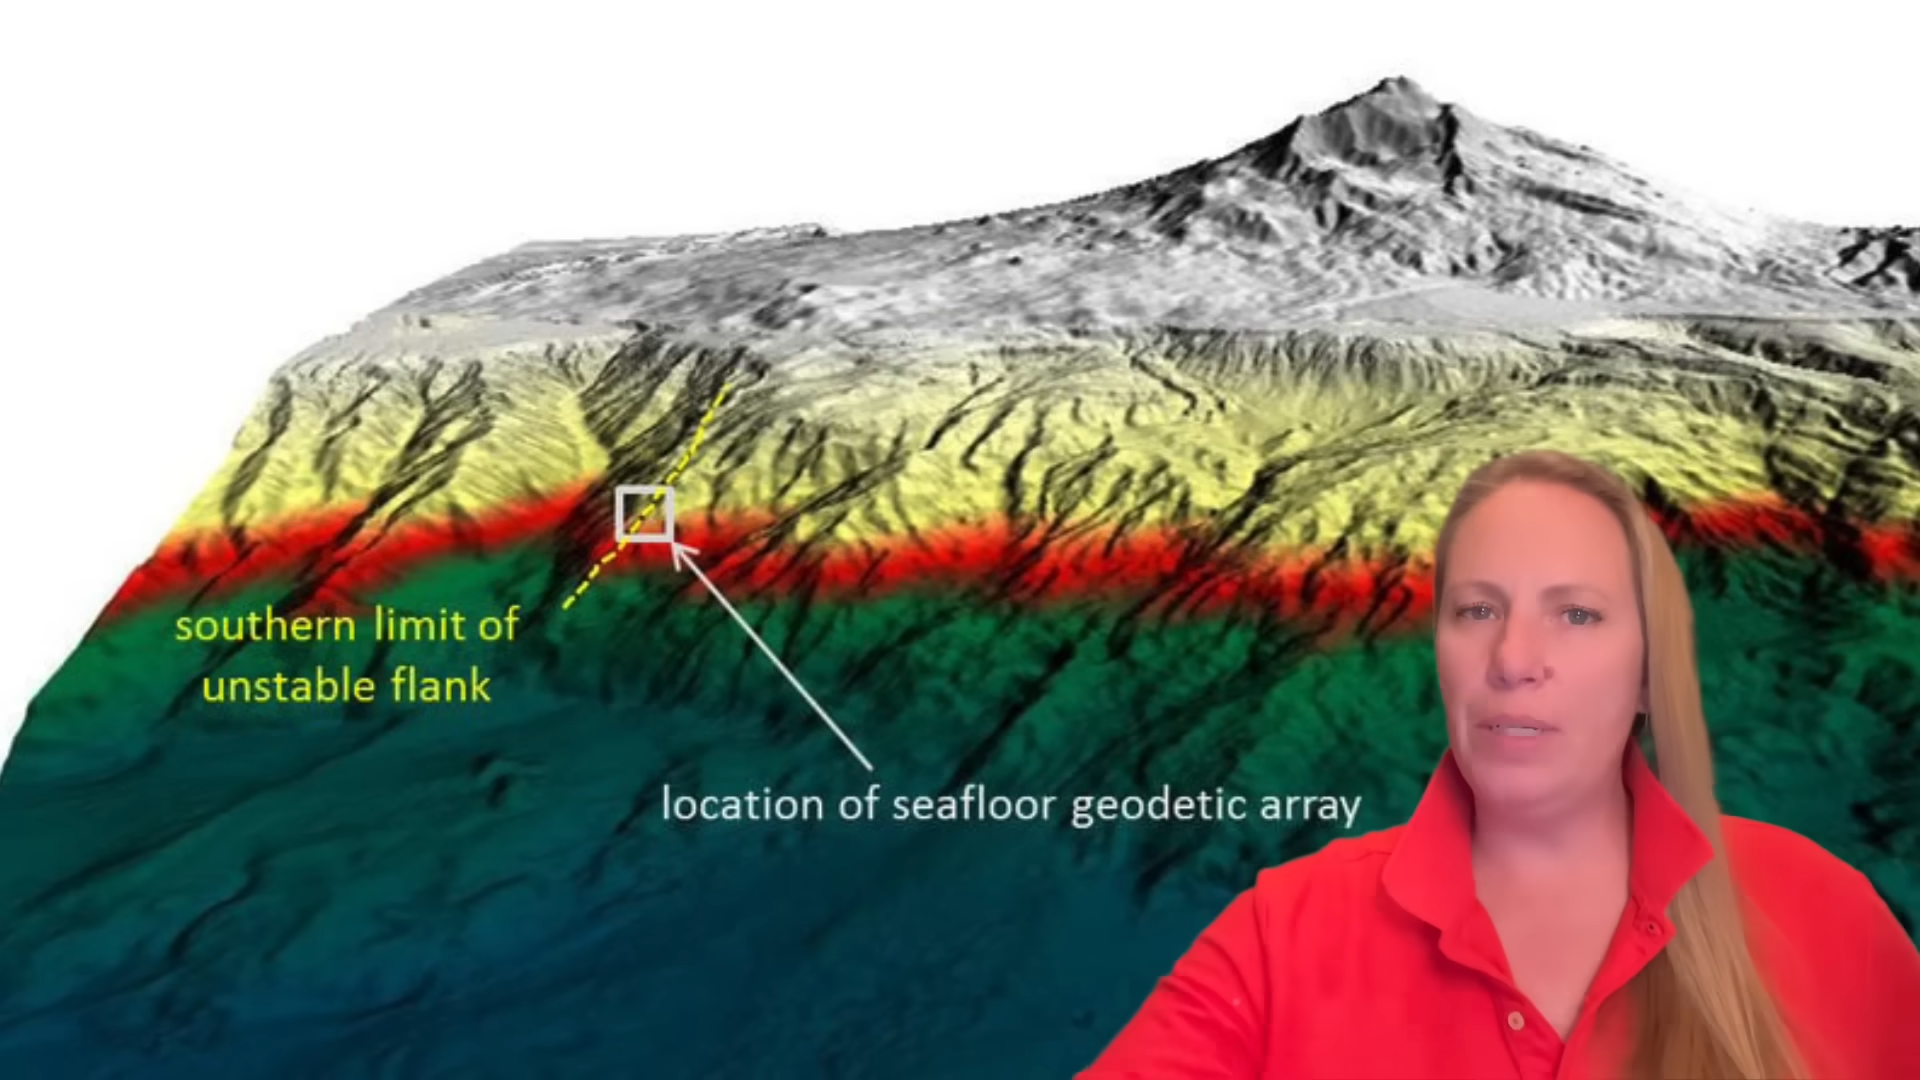 southern limit of
unstable flank
location of seafloor geodetic array